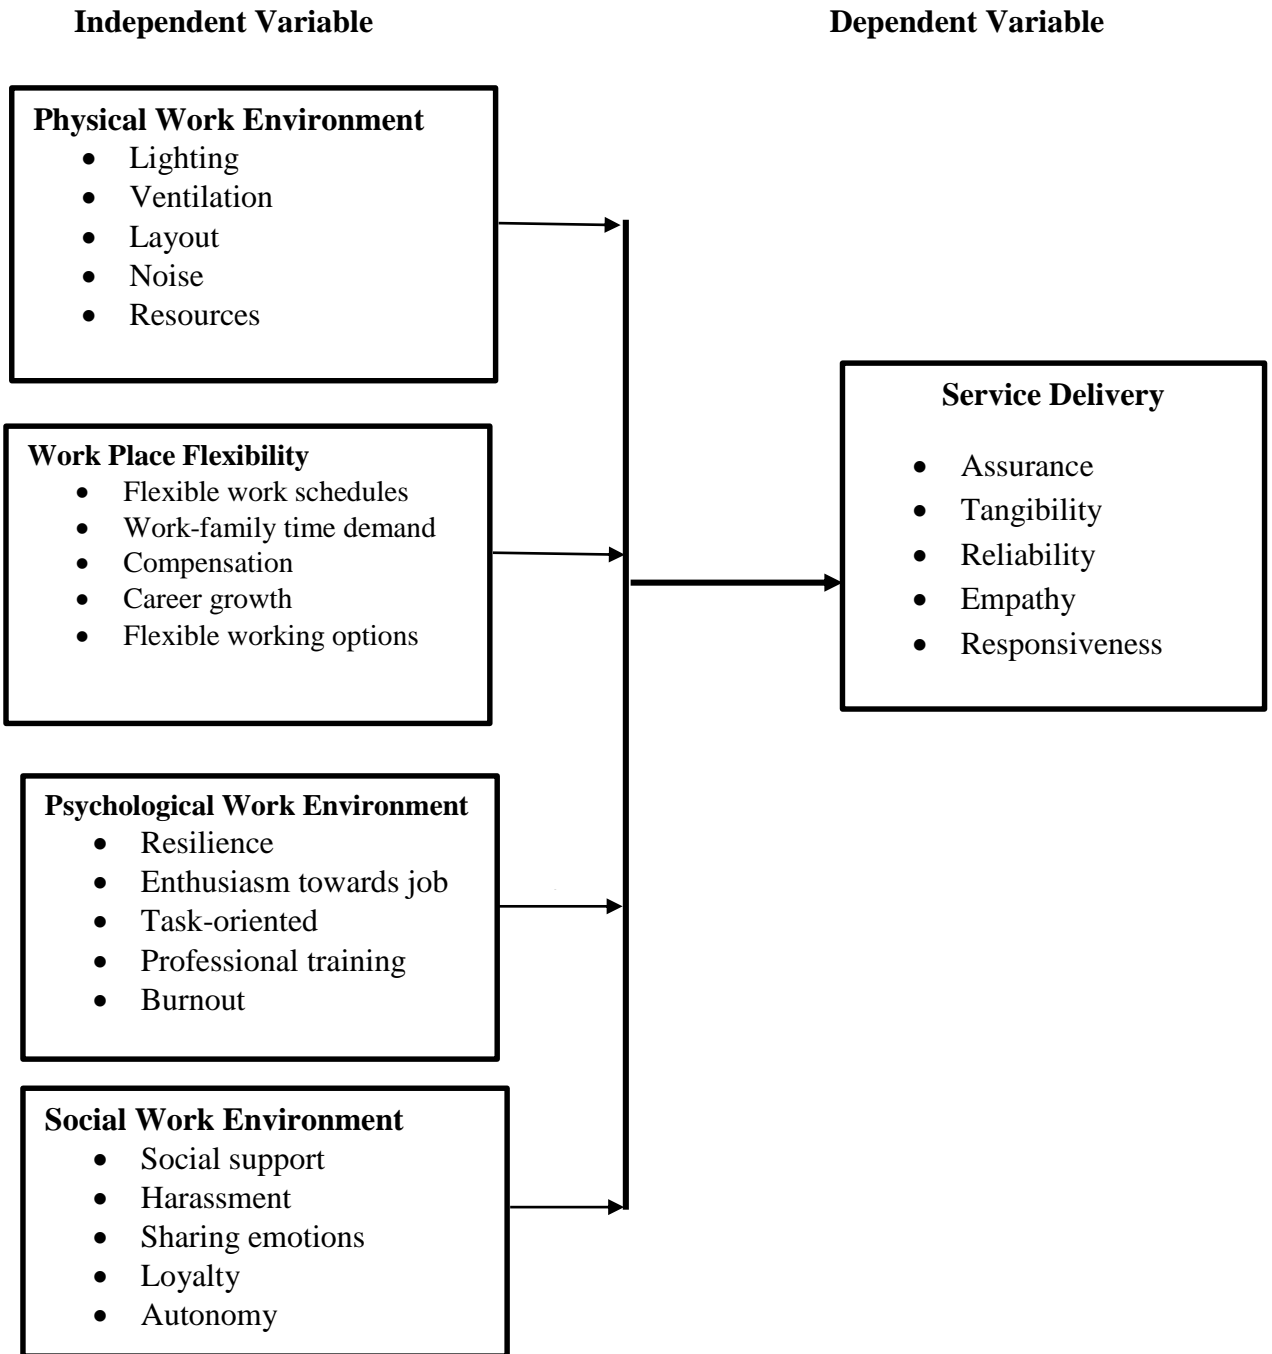 Independent Variable
Dependent Variable
Physical Work Environment
• Lighting
• Ventilation
• Layout
• Noise
• Resources
Work Place Flexibility
• Flexible work schedules
• Work-family time demand
• Compensation
• Career growth
• Flexible working options
Psychological Work Environment
• Resilience
• Enthusiasm towards job
• Task-oriented
• Professional training
• Burnout
Social Work Environment
• Social support
• Harassment
• Sharing emotions
• Loyalty
• Autonomy
Service Delivery
• Assurance
• Tangibility
• Reliability
• Empathy
• Responsiveness